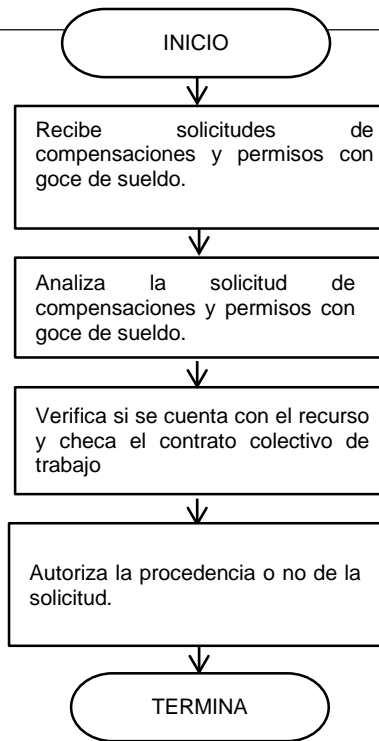 INICIO
Recibe solicitudes de
compensaciones y permisos con
goce de sueldo.
Analiza la solicitud de
compensaciones y permisos con
goce de sueldo.
Verifica si se cuenta con el recurso
y checa el contrato colectivo de
trabajo
Autoriza la procedencia o no de la
solicitud.
TERMINA